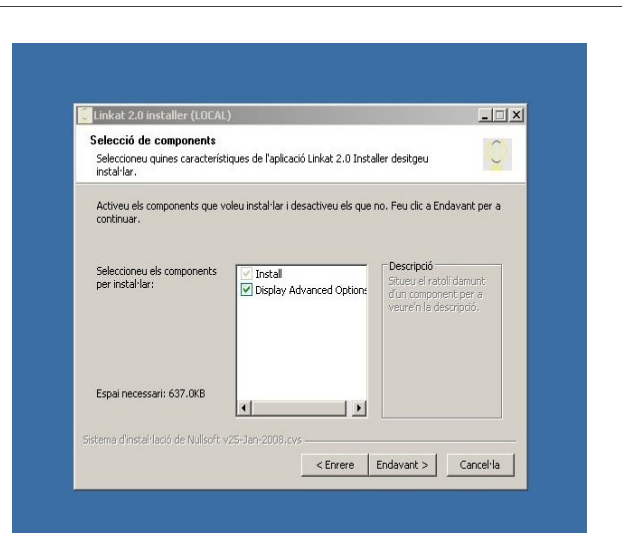 Linkat 2.0 installer (LOCAL)
Selecció de components
Seleccioneu quines característiques de l'aplicació Linkat 2.0 Installer desitgeu
instal·lar.
Activeu els components que voleu instal·lar i desactiveu els que no. Feu clic a Endavant per a
continuar.
Seleccioneu els components
per instal·lar:
Install
Display Advanced Options
Descripció
Situeu el ratolí damunt
d'un component per a
veure'n la descripció.
Espai necessari: 637.0KB
Sistema d'instal·lació de Nullsoft v25-Jan-2008.cvs
< Enrere
Endavant >
Cancel·la